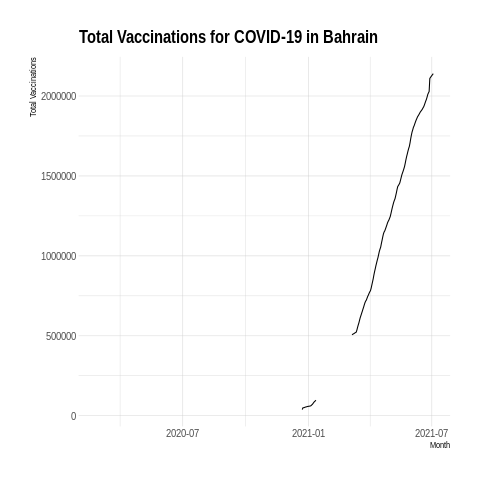 Total Vaccinations for COVID-19 in Bahrain
Total Vaccinations
2000000
1500000
1000000
500000
0
2020-07 2021-01 2021-07
Month